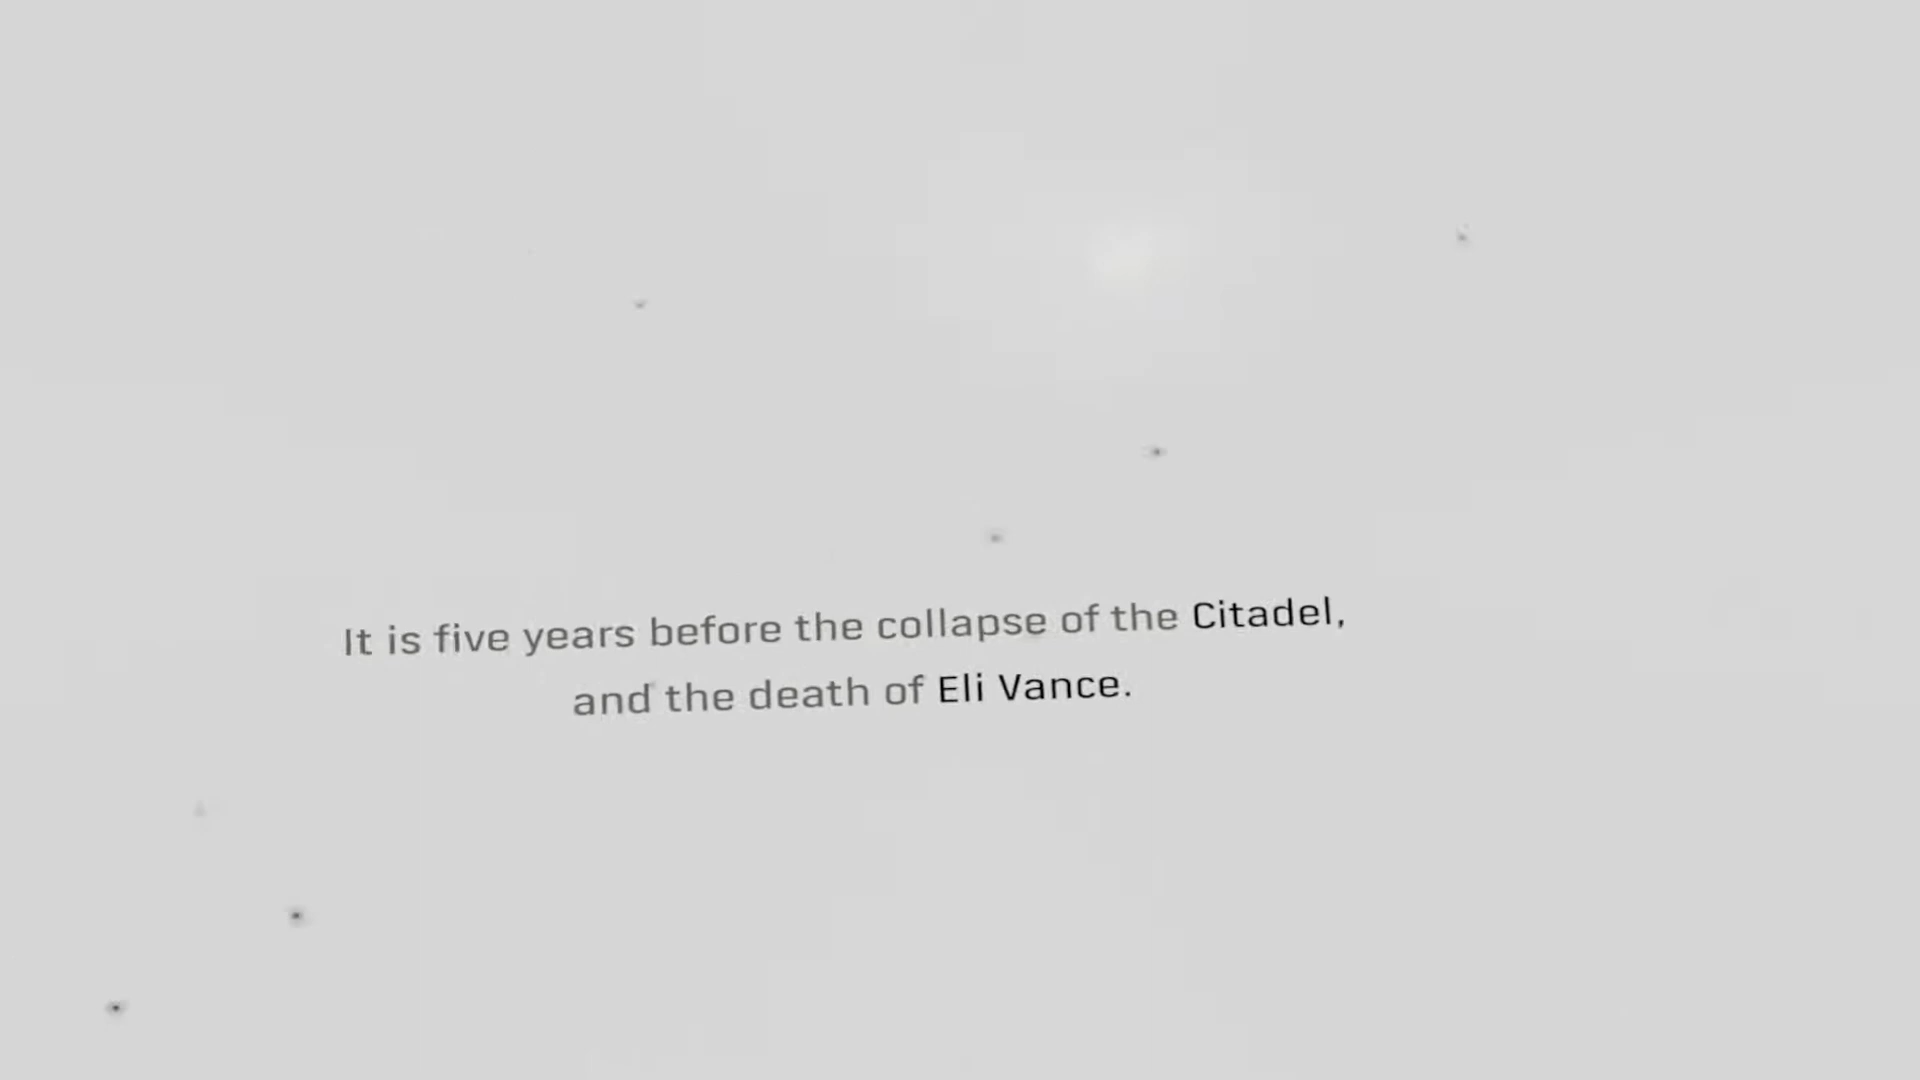 It is five years before the collapse of the Citadel,
and the death of Eli Vance.